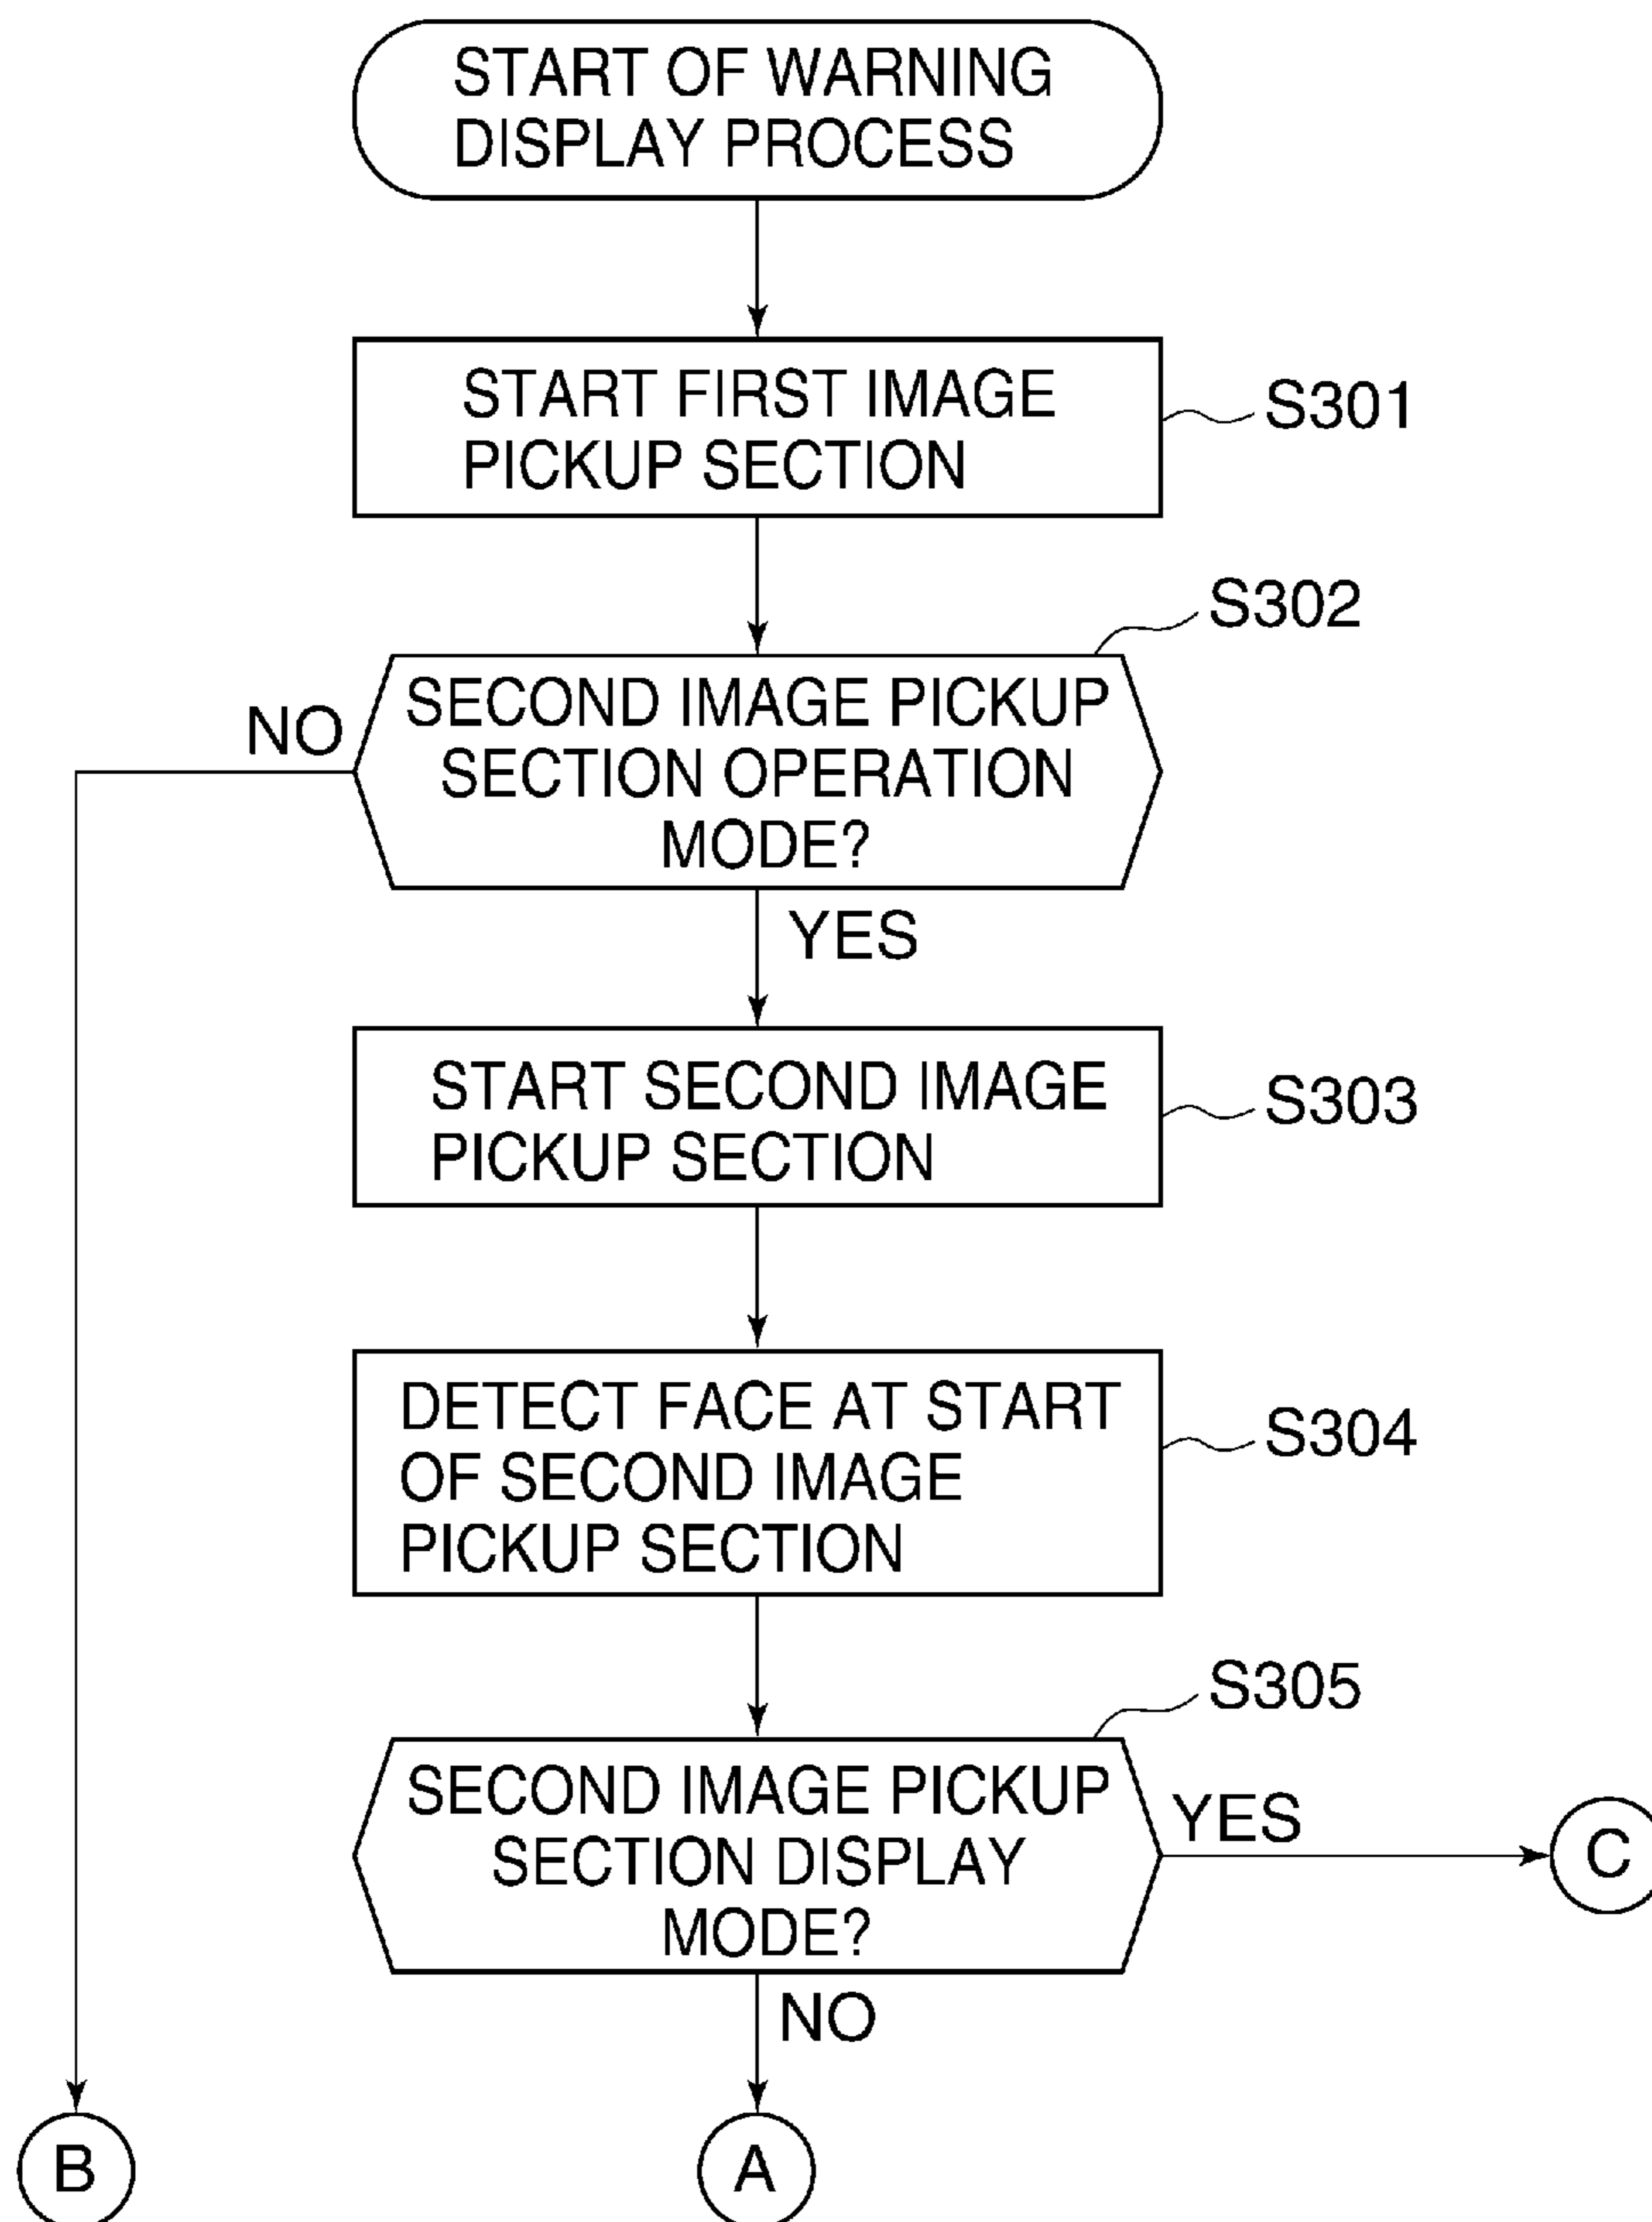 START OF WARNING
DISPLAY PROCESS
START FIRST IMAGE
PICKUP SECTION
S301
S302
SECOND IMAGE PICKUP
SECTION OPERATION
MODE?
NO
YES
START SECOND IMAGE
PICKUP SECTION
S303
DETECT FACE AT START
OF SECOND IMAGE
PICKUP SECTION
S304
S305
SECOND IMAGE PICKUP
SECTION DISPLAY
MODE?
YES
C
NO
B
A